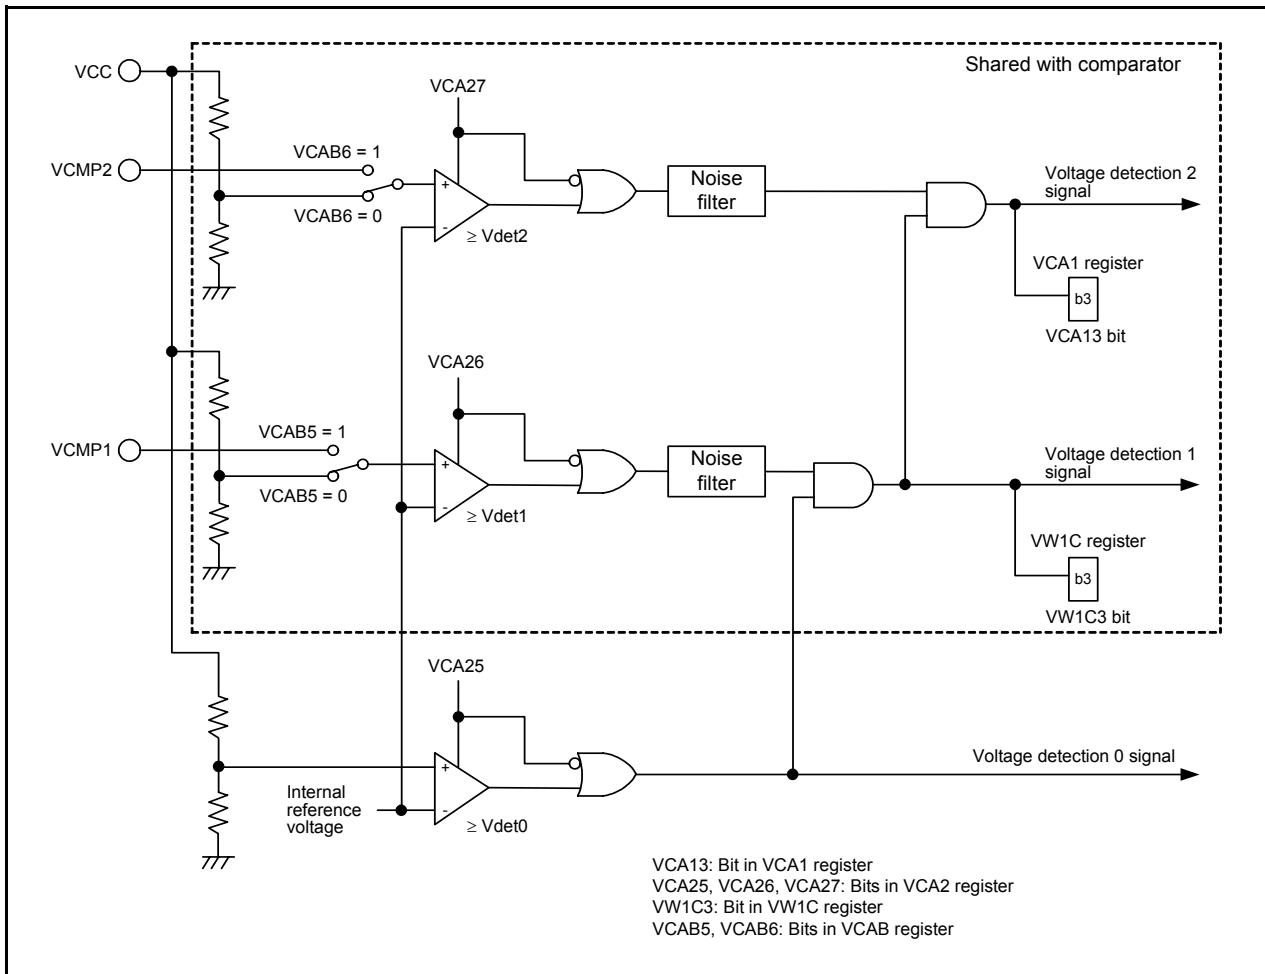 Shared with comparator
VCC
VCA27
VCMP2
VCAB6 = 1
VCAB6 = 0
+
-
≥ Vdet2
Noise
filter
Voltage detection 2
signal
VCA1 register
b3
VCA13 bit
VCA26
VCMP1
VCAB5 = 1
VCAB5 = 0
+
-
≥ Vdet1
Noise
filter
Voltage detection 1
signal
VW1C register
b3
VW1C3 bit
VCA25
+
-
Internal
reference
voltage
≥ Vdet0
Voltage detection 0 signal
VCA13: Bit in VCA1 register
VCA25, VCA26, VCA27: Bits in VCA2 register
VW1C3: Bit in VW1C register
VCAB5, VCAB6: Bits in VCAB register